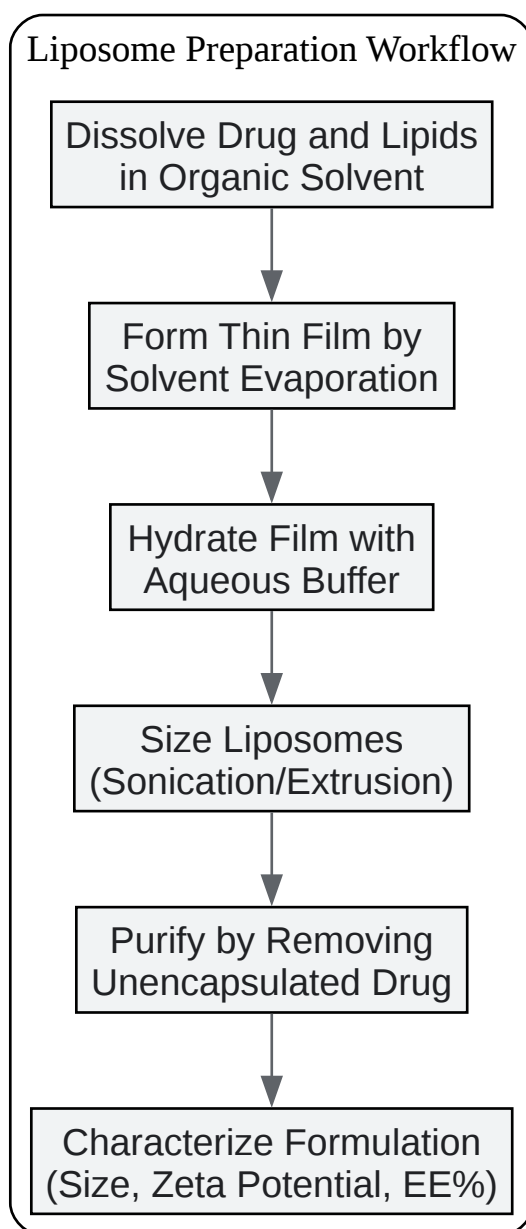 Liposome Preparation Workflow
Dissolve Drug and Lipids
in Organic Solvent
Form Thin Film by
Solvent Evaporation
Hydrate Film with
Aqueous Buffer
Size Liposomes
(Sonication/Extrusion)
Purify by Removing
Unencapsulated Drug
Characterize Formulation
(Size, Zeta Potential, EE%)